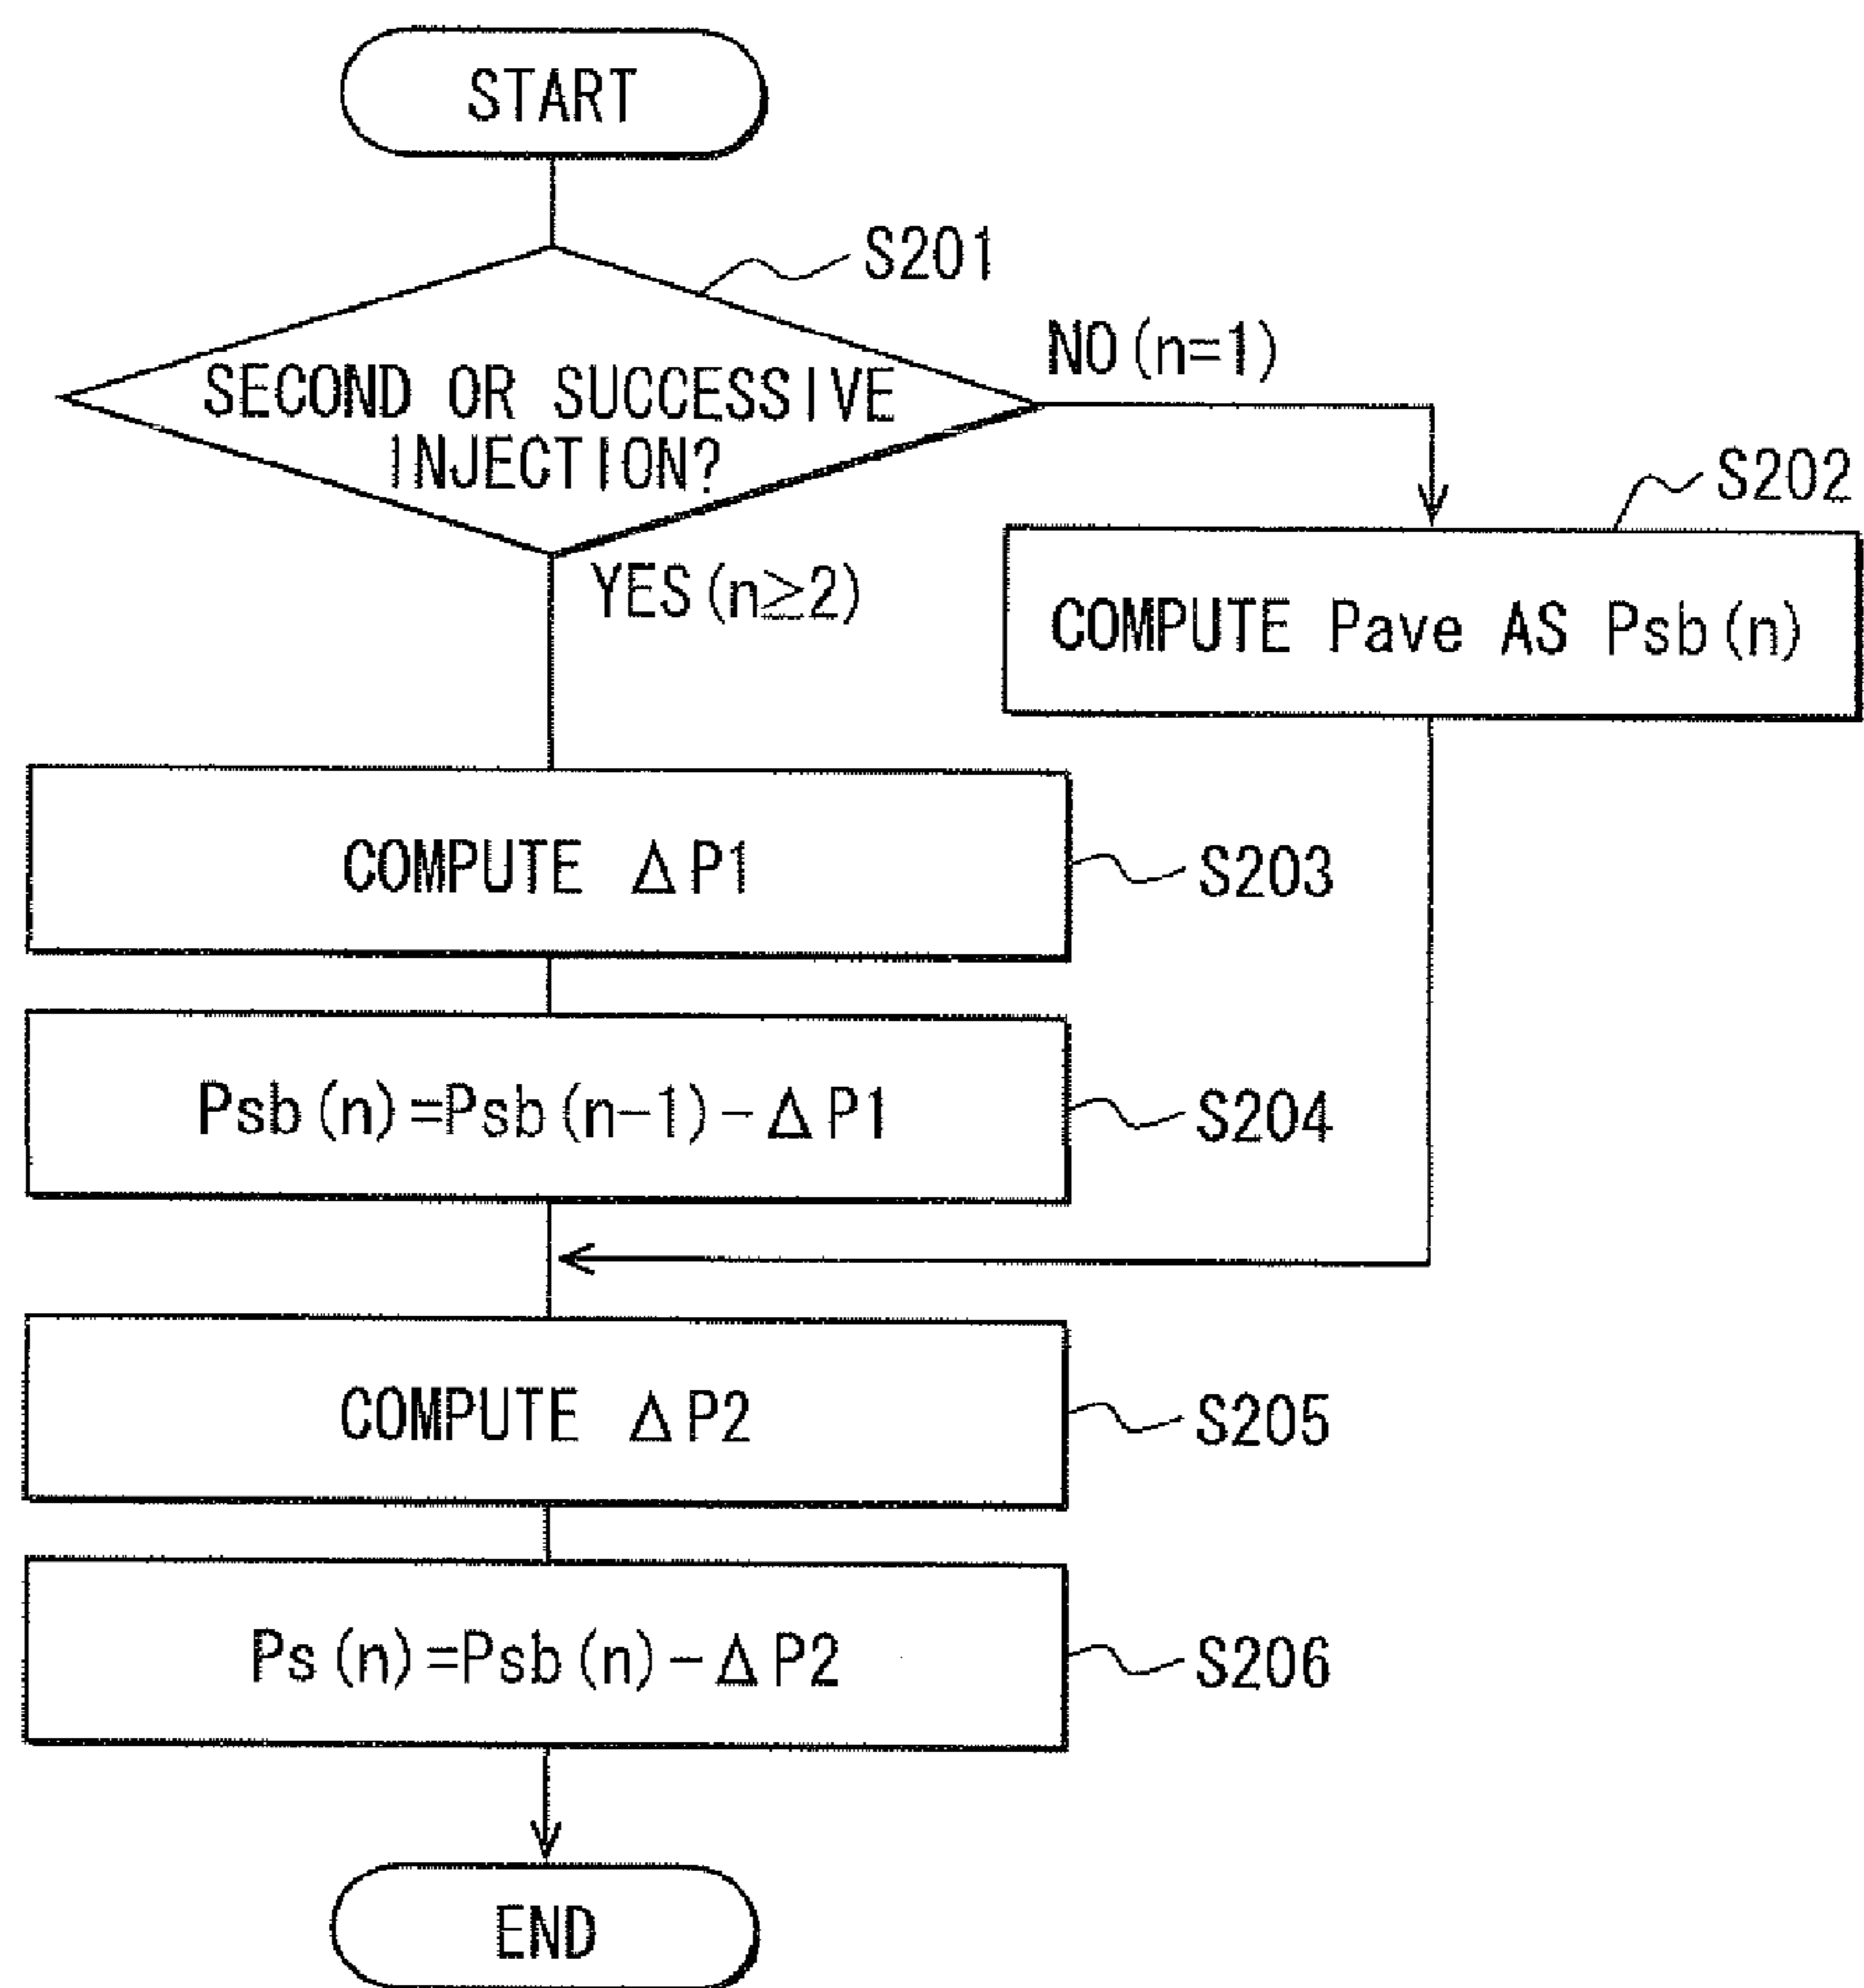 START
S201
SECOND OR SUCCESSIVE
INJECTION?
NO(n=1)
YES(n≥2)
S202
COMPUTE Pave AS Psb(n)
COMPUTE ΔP1
S203
Psb(n)=Psb(n-1)-ΔP1
S204
COMPUTE ΔP2
S205
Ps(n)=Psb(n)-ΔP2
S206
END